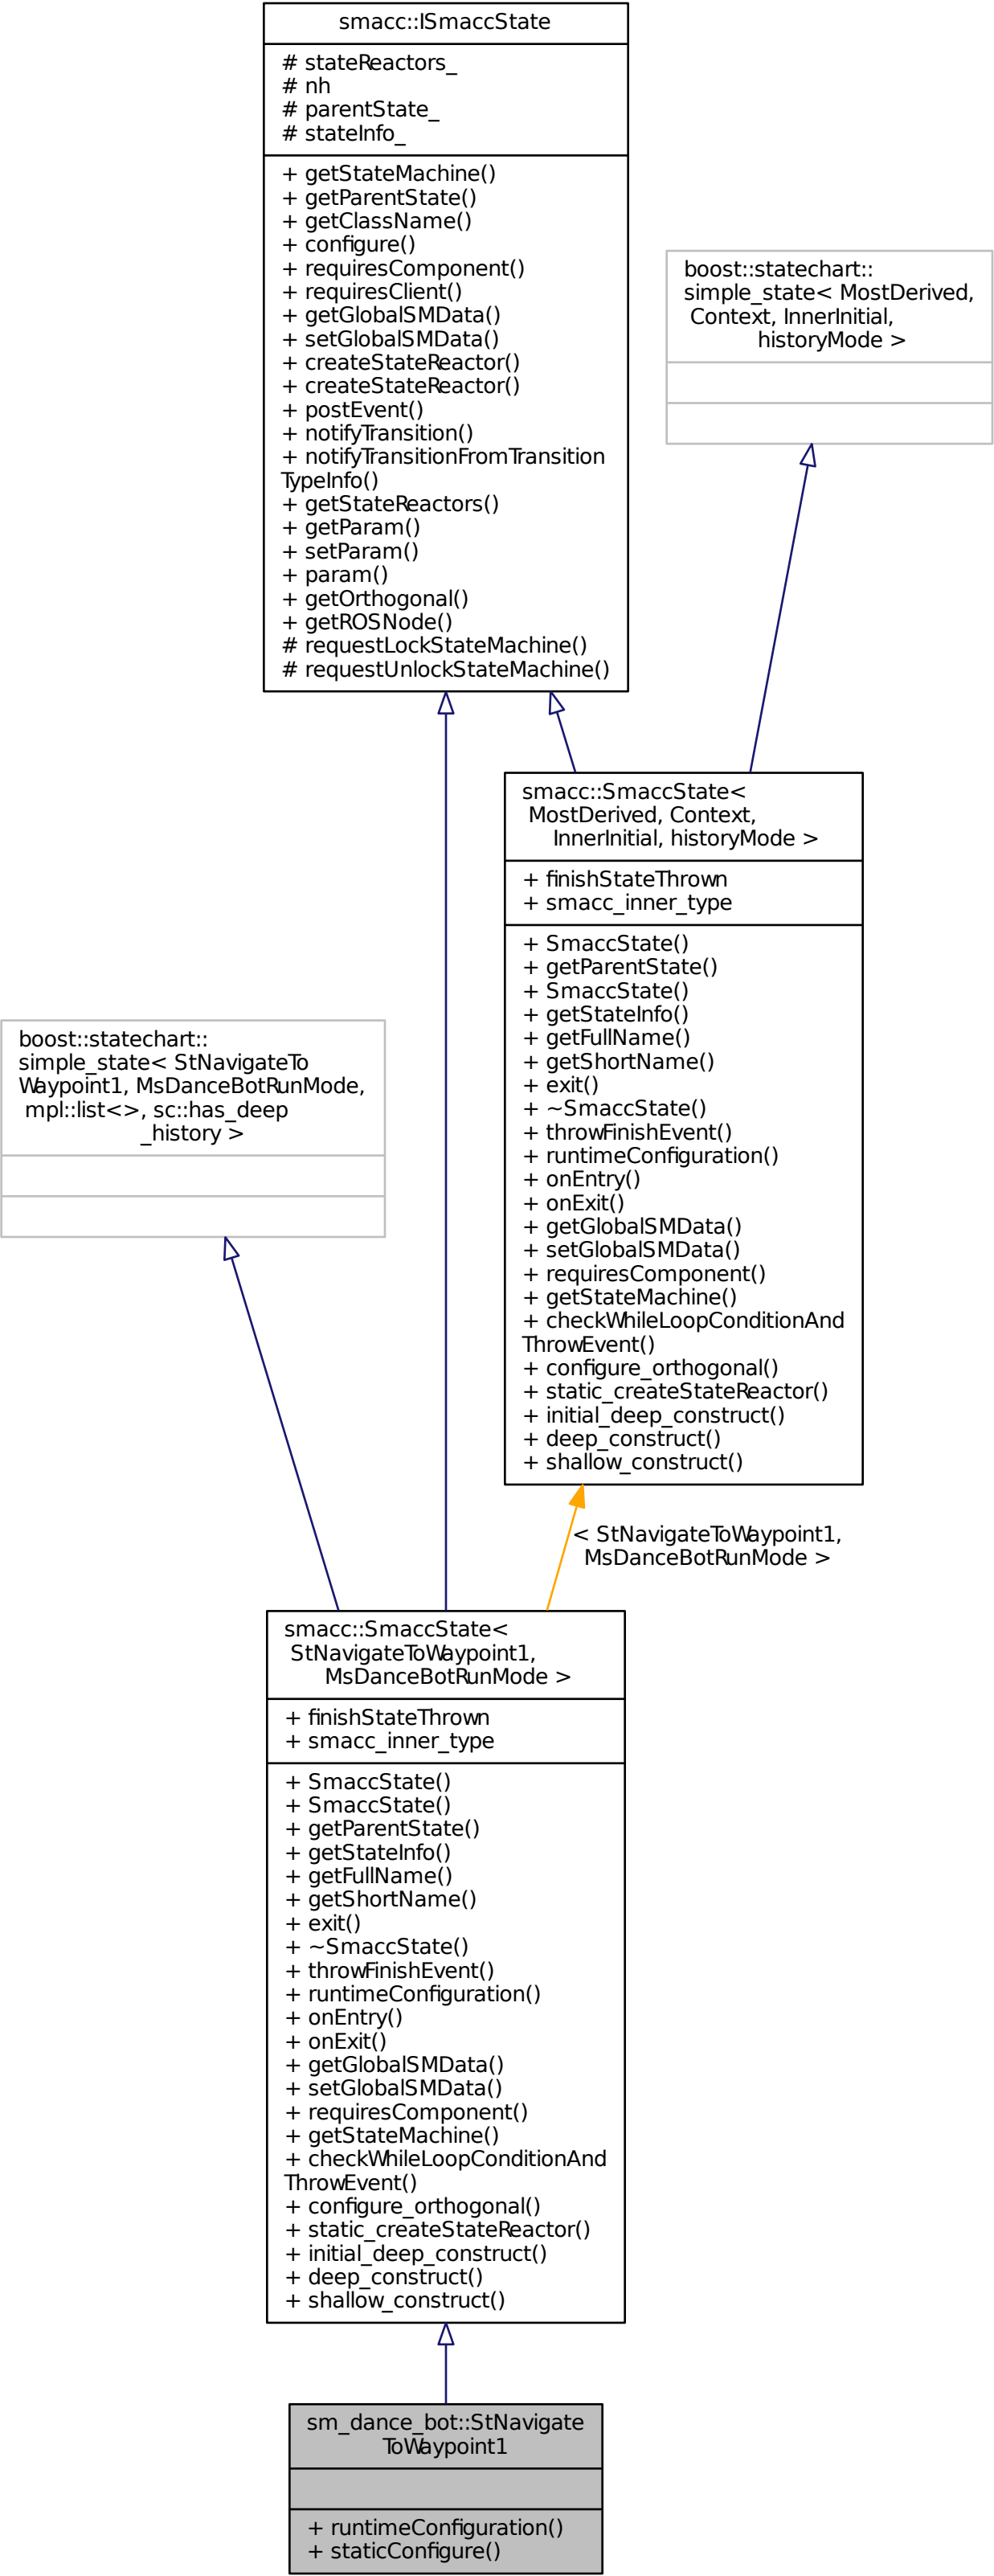 smacc::ISmaccState
# stateReactors_
# nh
# parentState_
# stateInfo_
+ getStateMachine()
+ getParentState()
+ getClassName()
+ configure()
+ requiresComponent()
+ requiresClient()
+ getGlobalSMData()
+ setGlobalSMData()
+ createStateReactor()
+ createStateReactor()
+ postEvent()
+ notifyTransition()
+ notifyTransitionFromTransition
TypeInfo()
+ getStateReactors()
+ getParam()
+ setParam()
+ param()
+ getOrthogonal()
+ getROSNode()
# requestLockStateMachine()
# requestUnlockStateMachine()
boost::statechart::
simple_state< MostDerived,
Context, InnerInitial,
historyMode >
smacc::SmaccState<
MostDerived, Context,
InnerInitial, historyMode >
+ finishStateThrown
+ smacc_inner_type
+ SmaccState()
+ getParentState()
+ SmaccState()
+ getStateInfo()
+ getFullName()
+ getShortName()
+ exit()
+ ~SmaccState()
+ throwFinishEvent()
+ runtimeConfiguration()
+ onEntry()
+ onExit()
+ getGlobalSMData()
+ setGlobalSMData()
+ requiresComponent()
+ getStateMachine()
+ checkWhileLoopConditionAnd
ThrowEvent()
+ configure_orthogonal()
+ static_createStateReactor()
+ initial_deep_construct()
+ deep_construct()
+ shallow_construct()
boost::statechart::
simple_state< StNavigateTo
Waypoint1, MsDanceBotRunMode,
mpl::list<>, sc::has_deep
_history >
< StNavigateToWaypoint1,
MsDanceBotRunMode >
smacc::SmaccState<
StNavigateToWaypoint1,
MsDanceBotRunMode >
+ finishStateThrown
+ smacc_inner_type
+ SmaccState()
+ SmaccState()
+ getParentState()
+ getStateInfo()
+ getFullName()
+ getShortName()
+ exit()
+ ~SmaccState()
+ throwFinishEvent()
+ runtimeConfiguration()
+ onEntry()
+ onExit()
+ getGlobalSMData()
+ setGlobalSMData()
+ requiresComponent()
+ getStateMachine()
+ checkWhileLoopConditionAnd
ThrowEvent()
+ configure_orthogonal()
+ static_createStateReactor()
+ initial_deep_construct()
+ deep_construct()
+ shallow_construct()
sm_dance_bot::StNavigate
ToWaypoint1
+ runtimeConfiguration()
+ staticConfigure()